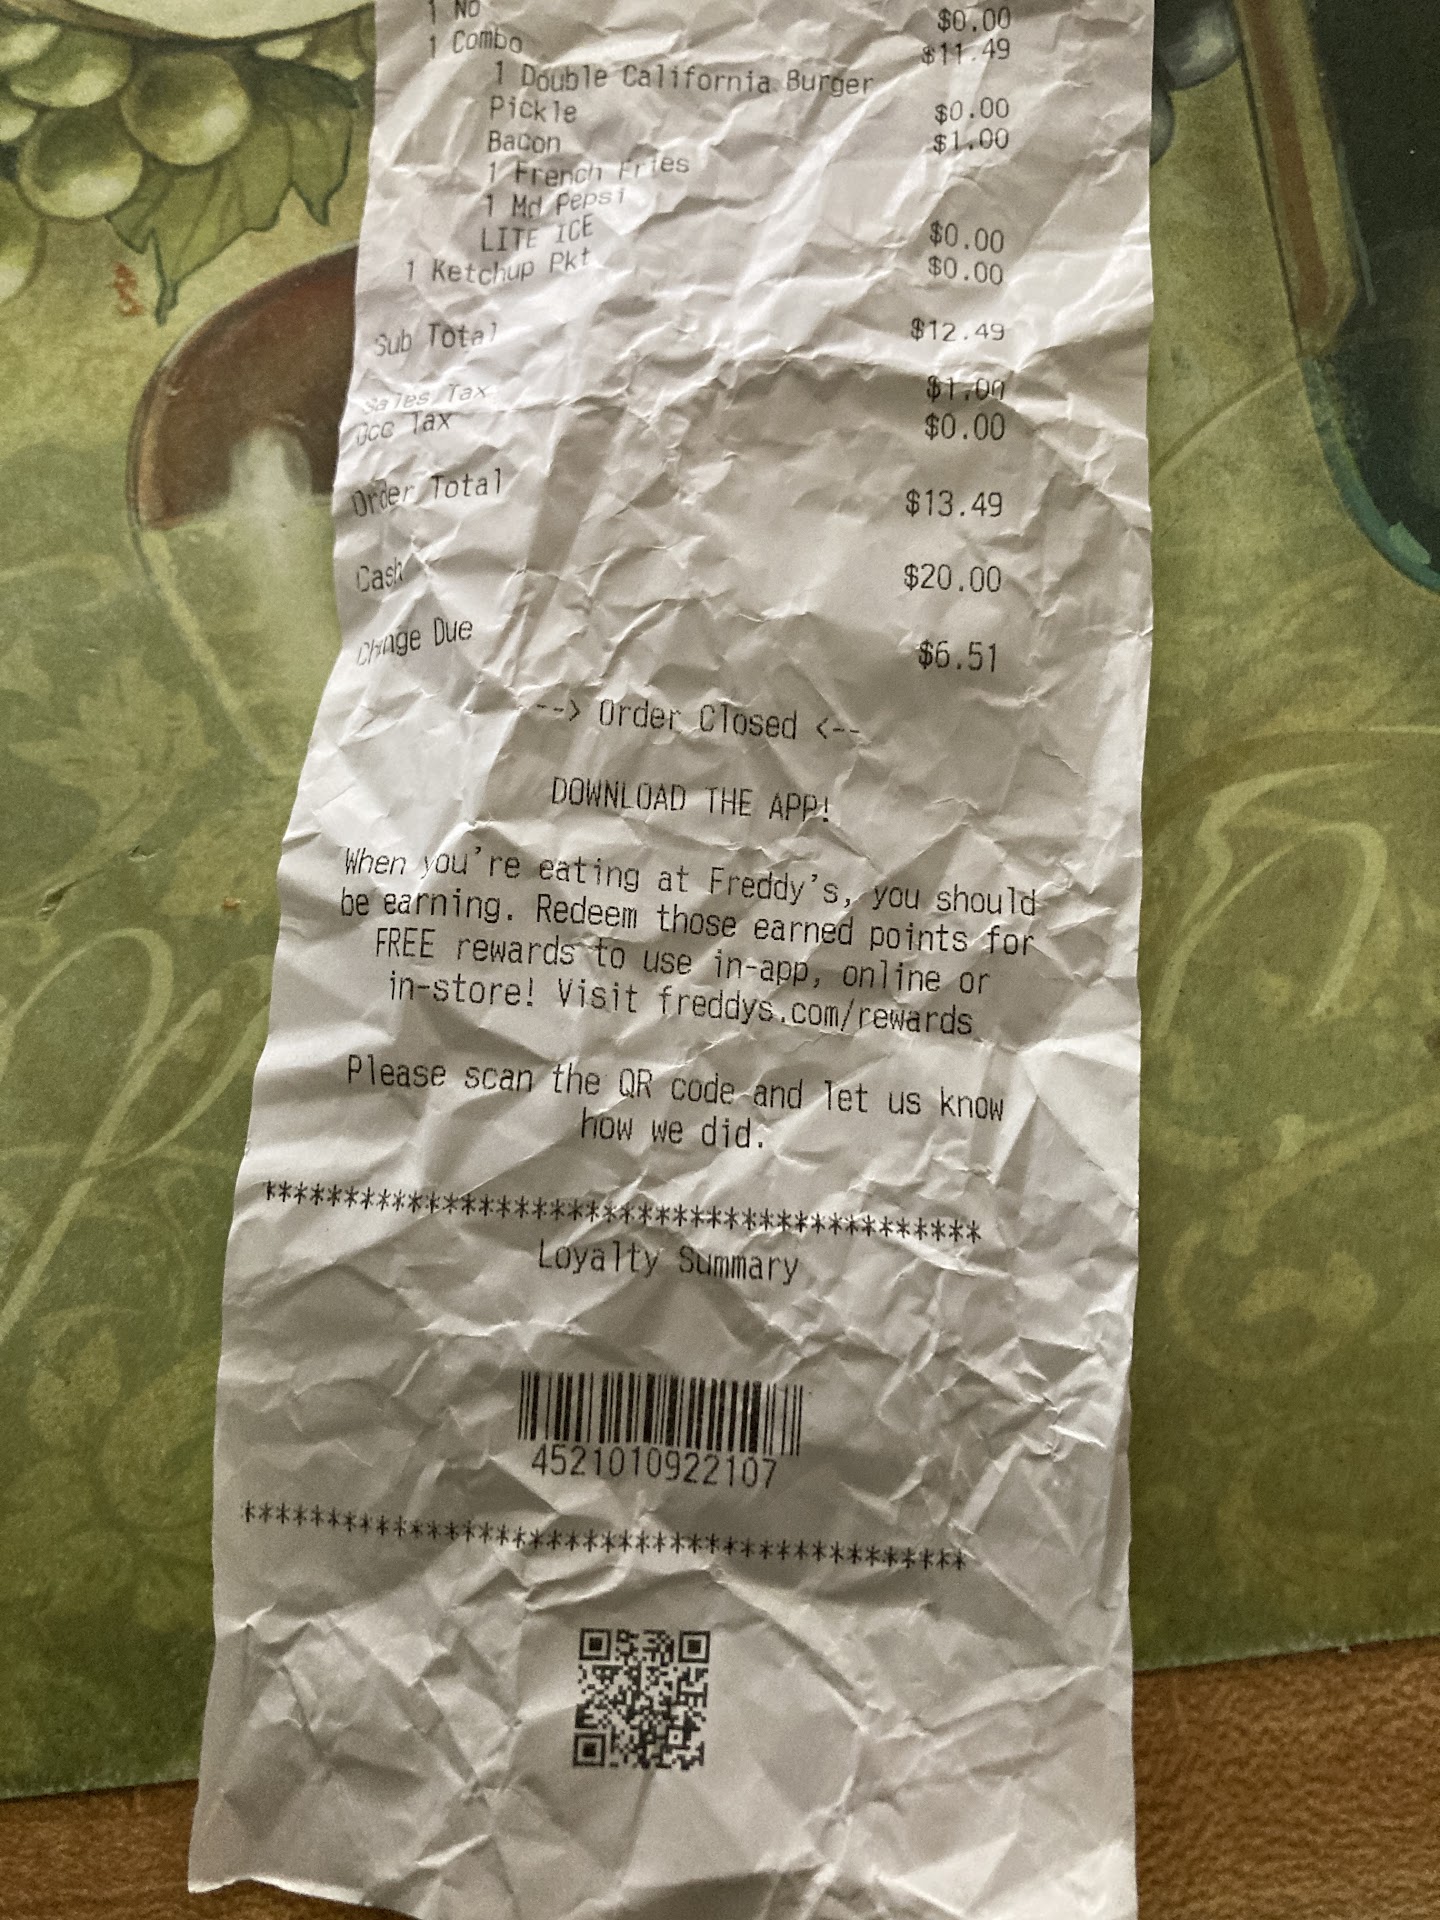 1 No $0.00
1 Combo $11.49
1 Double California Burger
Pickle $0.00
Bacon $1.00
1 French Fries
1 Md Pepsi
LITE ICE $0.00
1 Ketchup Pkt $0.00
Sub Total $12.49
Sales Tax $1.00
Occ Tax $0.00
Order Total $13.49
Cash $20.00
Change Due $6.51
--> Order Closed <--
DOWNLOAD THE APP!
When you're eating at Freddy's, you should
be earning. Redeem those earned points for
FREE rewards to use in-app, online or
in-store! Visit freddys.com/rewards
Please scan the QR code and let us know
how we did.
******************************************
Loyalty Summary
4521010922107
******************************************